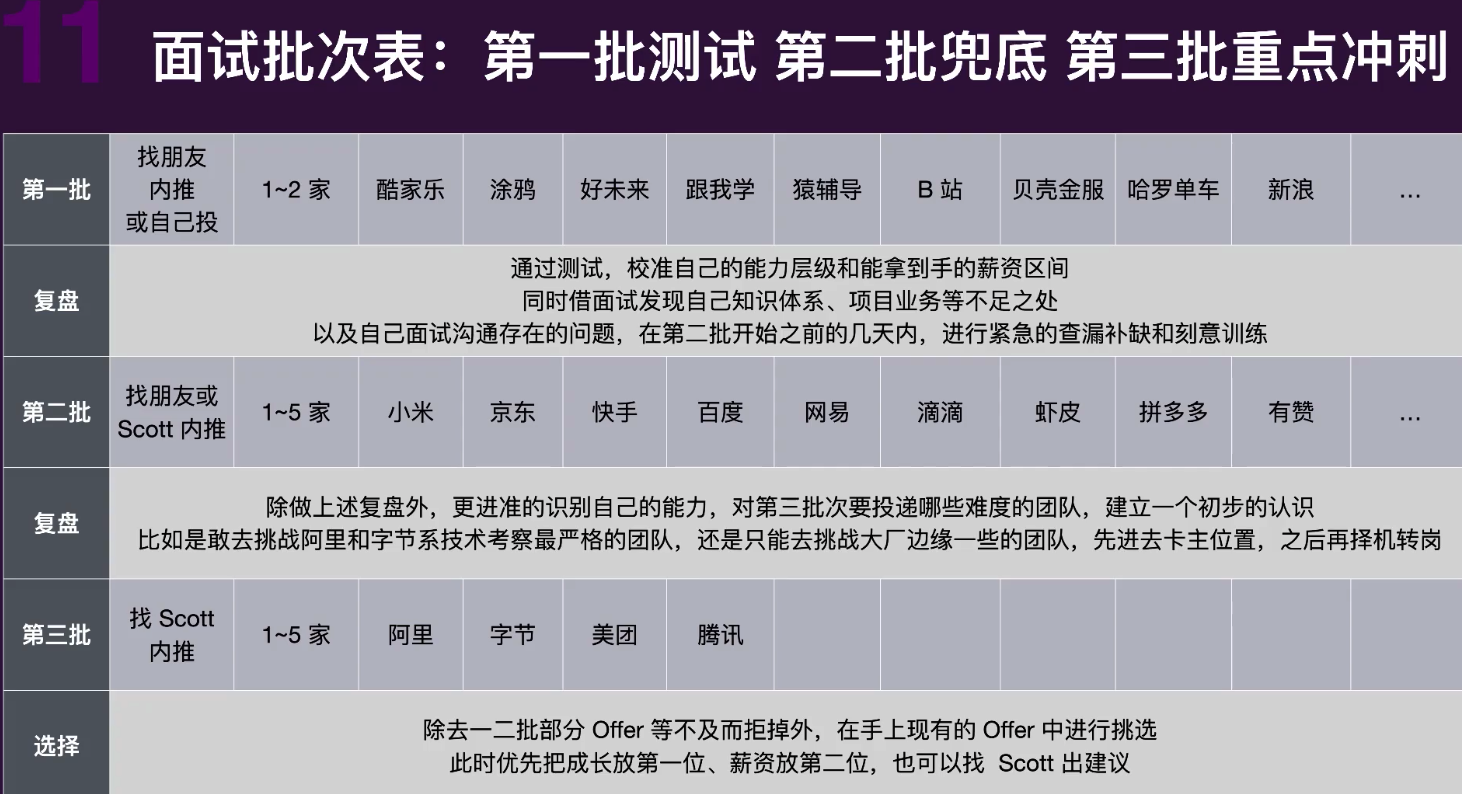 11
面试批次表：第一批测试 第二批兜底 第三批重点冲刺
第一批
找朋友
内推
或自己投
1~2 家
酷家乐
涂鸦
好未来
跟我学
猿辅导
B 站
贝壳金服
哈罗单车
新浪
…
复盘
通过测试，校准自己的能力层级和能拿到手的薪资区间
同时借面试发现自己知识体系、项目业务等不足之处
以及自己面试沟通存在的问题，在第二批开始之前的几天内，进行紧急的查漏补缺和刻意训练
第二批
找朋友或
Scott 内推
1~5 家
小米
京东
快手
百度
网易
滴滴
虾皮
拼多多
有赞
…
复盘
除做上述复盘外，更进准的识别自己的能力，对第三批次要投递哪些难度的团队，建立一个初步的认识
比如是敢去挑战阿里和字节系技术考察最严格的团队，还是只能去挑战大厂边缘一些的团队，先进去卡主位置，之后再择机转岗
第三批
找 Scott
内推
1~5 家
阿里
字节
美团
腾讯
选择
除去一二批部分 Offer 等不及而拒掉外，在手上现有的 Offer 中进行挑选
此时优先把成长放第一位、薪资放第二位，也可以找 Scott 出建议